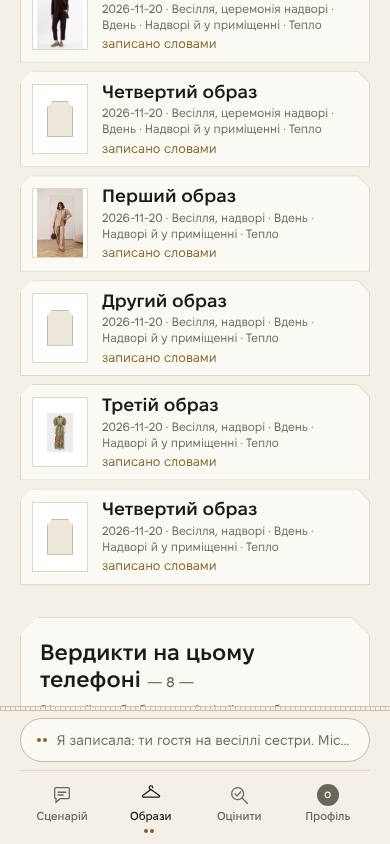 2026-11-20 · Весілля, церемонія надворі ·
Вдень · Надворі й у приміщенні · Тепло
записано словами
Четвертий образ
2026-11-20 · Весілля, церемонія надворі ·
Вдень · Надворі й у приміщенні · Тепло
записано словами
Перший образ
2026-11-20 · Весілля, надворі · Вдень ·
Надворі й у приміщенні · Тепло
записано словами
Другий образ
2026-11-20 · Весілля, надворі · Вдень ·
Надворі й у приміщенні · Тепло
записано словами
Третій образ
2026-11-20 · Весілля, надворі · Вдень ·
Надворі й у приміщенні · Тепло
записано словами
Четвертий образ
2026-11-20 · Весілля, надворі · Вдень ·
Надворі й у приміщенні · Тепло
записано словами
Вердикти на цьому
телефоні — 8 —
Я записала: ти гостя на весіллі сестри. Міс...
Сценарій
Образи
Оцінити
О Профіль